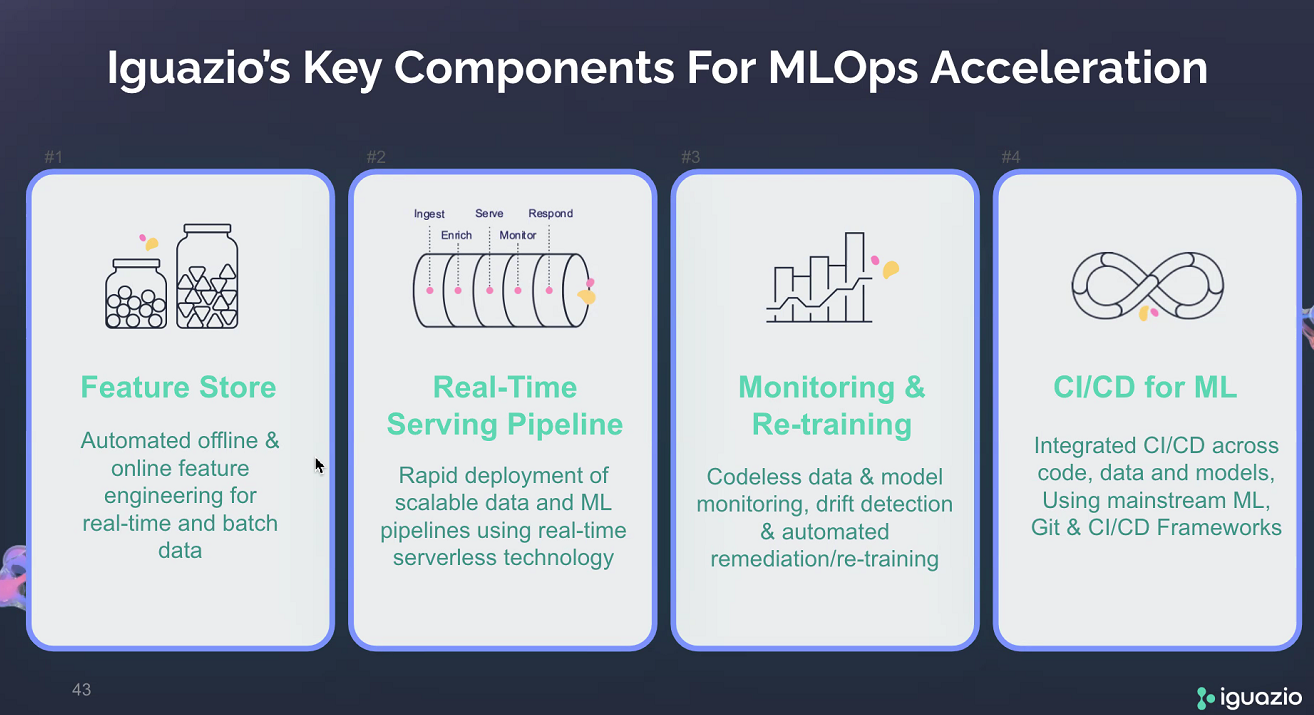 Iguazio’s Key Components For MLOps Acceleration
#1
Feature Store
Automated offline &
online feature
engineering for
real-time and batch
data
#2
Ingest
Serve
Respond
Enrich
Monitor
Real-Time
Serving Pipeline
Rapid deployment of
scalable data and ML
pipelines using real-time
serverless technology
#3
Monitoring &
Re-training
Codeless data & model
monitoring, drift detection
& automated
remediation/re-training
#4
CI/CD for ML
Integrated CI/CD across
code, data and models,
Using mainstream ML,
Git & CI/CD Frameworks
43
iguazio